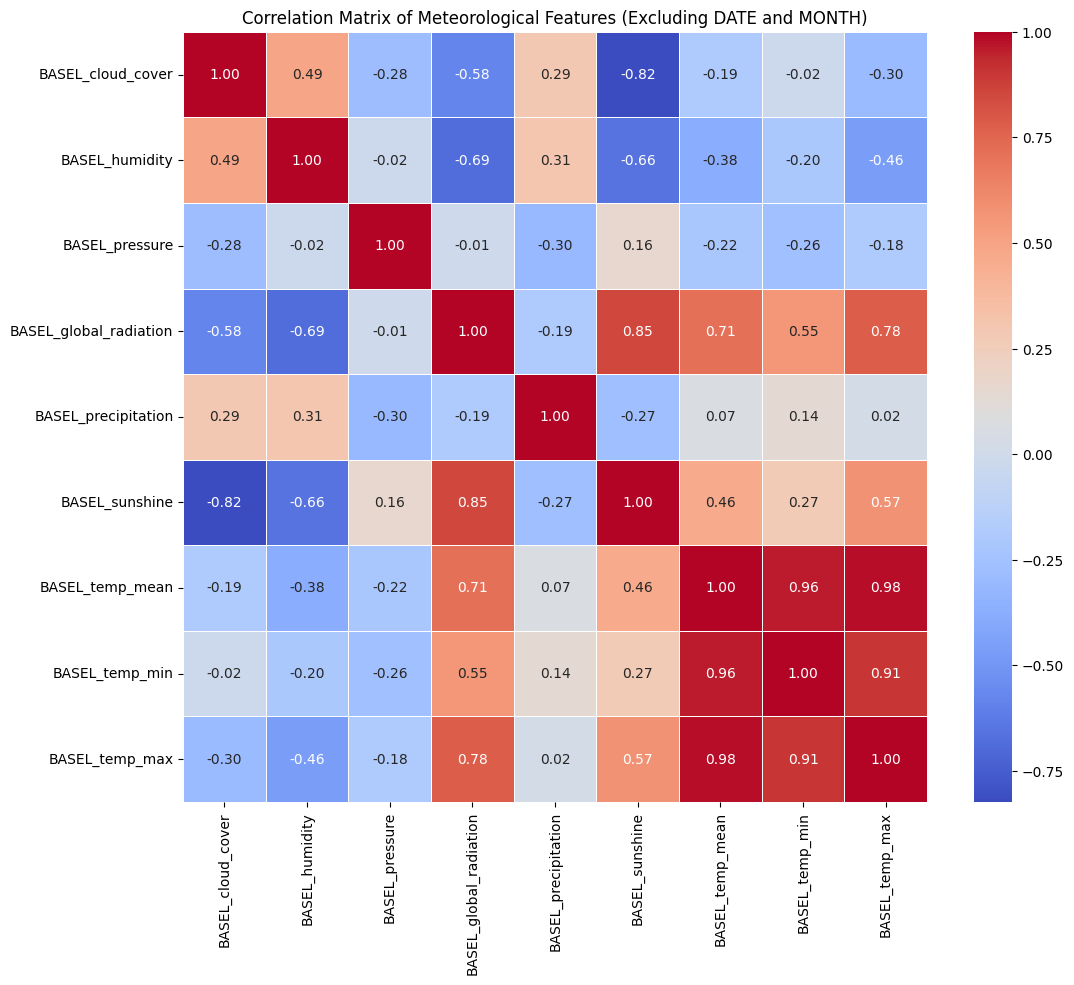 Correlation Matrix of Meteorological Features (Excluding DATE and MONTH)
BASEL_cloud_cover 1.00 0.49 -0.28 -0.58 0.29 -0.82 -0.19 -0.02 -0.30
BASEL_humidity 0.49 1.00 -0.02 -0.69 0.31 -0.66 -0.38 -0.20 -0.46
BASEL_pressure -0.28 -0.02 1.00 -0.01 -0.30 0.16 -0.22 -0.26 -0.18
BASEL_global_radiation -0.58 -0.69 -0.01 1.00 -0.19 0.85 0.71 0.55 0.78
BASEL_precipitation 0.29 0.31 -0.30 -0.19 1.00 -0.27 0.07 0.14 0.02
BASEL_sunshine -0.82 -0.66 0.16 0.85 -0.27 1.00 0.46 0.27 0.57
BASEL_temp_mean -0.19 -0.38 -0.22 0.71 0.07 0.46 1.00 0.96 0.98
BASEL_temp_min -0.02 -0.20 -0.26 0.55 0.14 0.27 0.96 1.00 0.91
BASEL_temp_max -0.30 -0.46 -0.18 0.78 0.02 0.57 0.98 0.91 1.00
BASEL_cloud_cover
BASEL_humidity
BASEL_pressure
BASEL_global_radiation
BASEL_precipitation
BASEL_sunshine
BASEL_temp_mean
BASEL_temp_min
BASEL_temp_max
1.00
0.75
0.50
0.25
0.00
−0.25
−0.50
−0.75